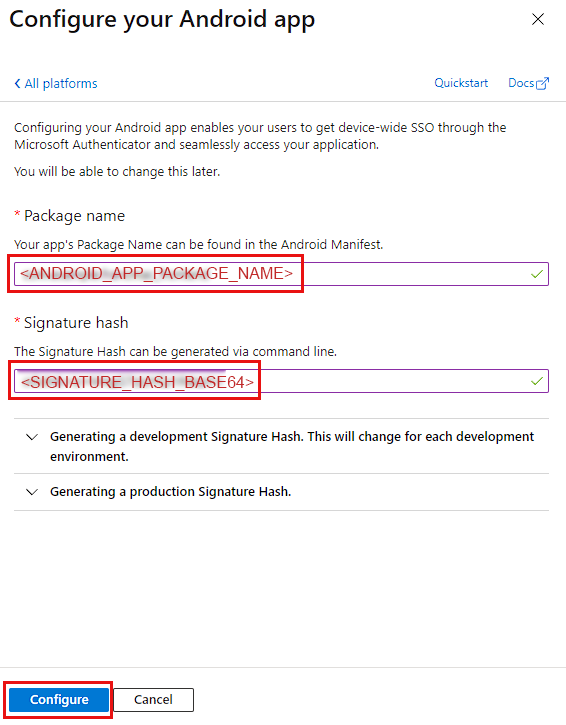 Configure your Android app
All platforms
Quickstart
Docs
Configuring your Android app enables your users to get device-wide SSO through the
Microsoft Authenticator and seamlessly access your application.
You will be able to change this later.
* Package name
Your app's Package Name can be found in the Android Manifest.
<ANDROID_APP_PACKAGE_NAME>
* Signature hash
The Signature Hash can be generated via command line.
<SIGNATURE_HASH_BASE64>
Generating a development Signature Hash. This will change for each development
environment.
Generating a production Signature Hash.
Configure
Cancel